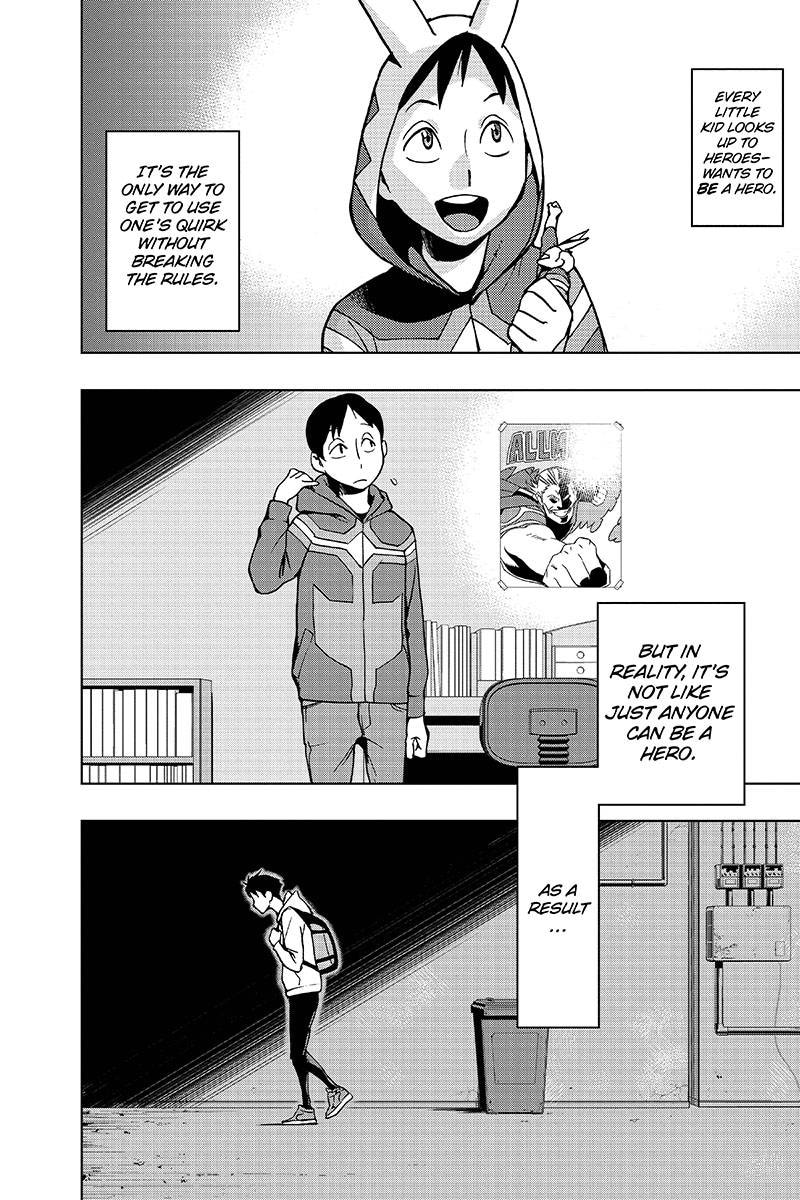 EVERY
LITTLE
KID LOOKS
UP TO
HEROES–
WANTS TO
BE A HERO.
IT'S THE
ONLY WAY TO
GET TO USE
ONE'S QUIRK
WITHOUT
BREAKING
THE RULES.
ALLM
BUT IN
REALITY, IT'S
NOT LIKE
JUST ANYONE
CAN BE A
HERO.
AS A
RESULT
...